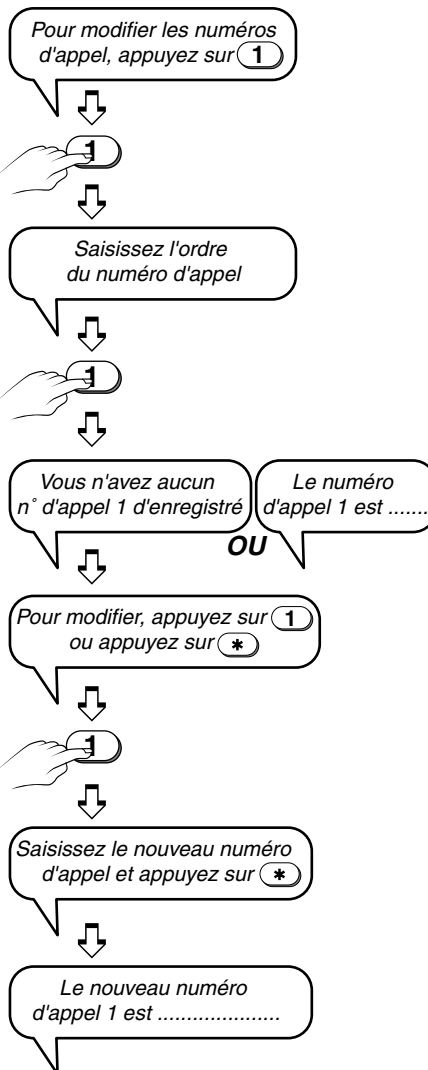 Pour modifier les numéros
d'appel, appuyez sur 1
1
Saisissez l'ordre
du numéro d'appel
1
Vous n'avez aucun
n° d'appel 1 d'enregistré
OU
Le numéro
d'appel 1 est .......
Pour modifier, appuyez sur 1
ou appuyez sur *
1
Saisissez le nouveau numéro
d'appel et appuyez sur *
Le nouveau numéro
d'appel 1 est .....................